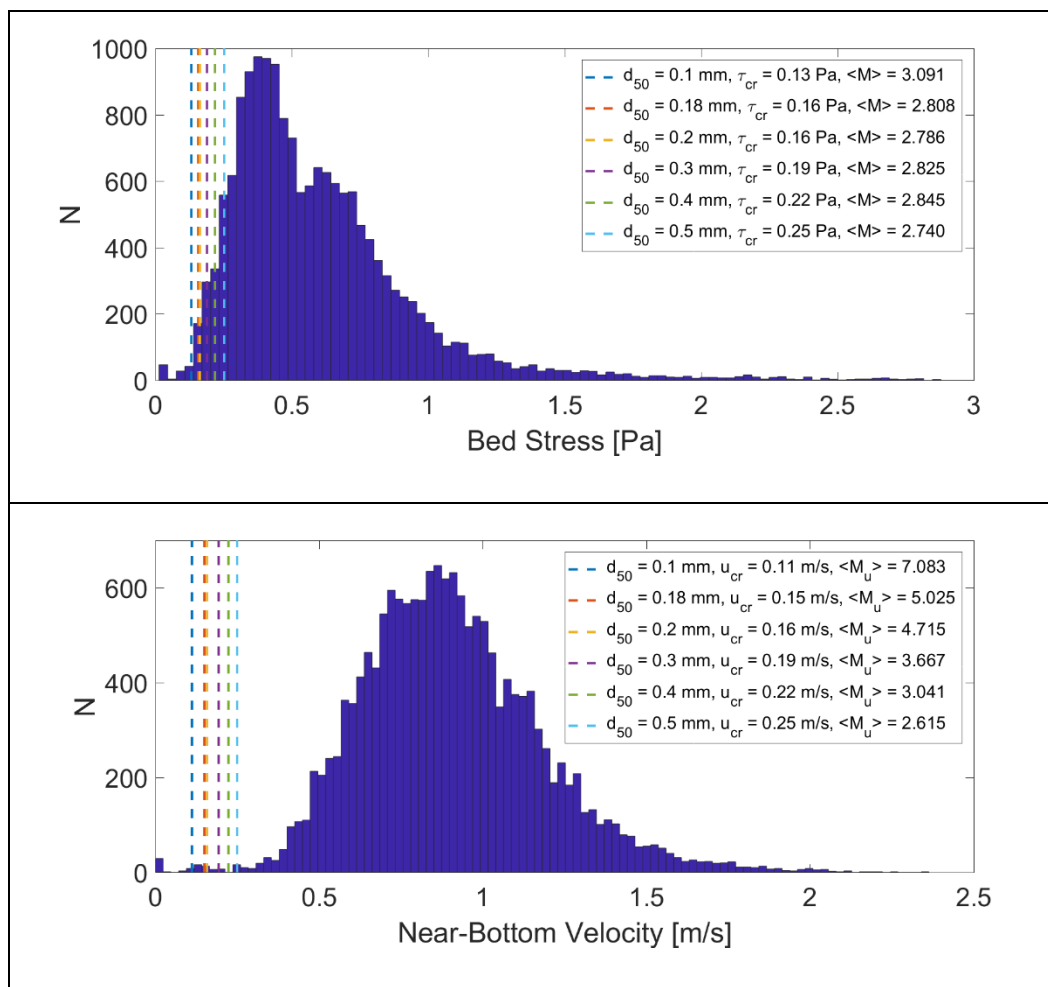 1000
800
600
400
200
0
N
d50 = 0.1 mm, τcr = 0.13 Pa, <M> = 3.091
d50 = 0.18 mm, τcr = 0.16 Pa, <M> = 2.808
d50 = 0.2 mm, τcr = 0.16 Pa, <M> = 2.786
d50 = 0.3 mm, τcr = 0.19 Pa, <M> = 2.825
d50 = 0.4 mm, τcr = 0.22 Pa, <M> = 2.845
d50 = 0.5 mm, τcr = 0.25 Pa, <M> = 2.740
0 0.5 1 1.5 2 2.5 3
Bed Stress [Pa]
600
400
200
0
N
d50 = 0.1 mm, ucr = 0.11 m/s, <Mu> = 7.083
d50 = 0.18 mm, ucr = 0.15 m/s, <Mu> = 5.025
d50 = 0.2 mm, ucr = 0.16 m/s, <Mu> = 4.715
d50 = 0.3 mm, ucr = 0.19 m/s, <Mu> = 3.667
d50 = 0.4 mm, ucr = 0.22 m/s, <Mu> = 3.041
d50 = 0.5 mm, ucr = 0.25 m/s, <Mu> = 2.615
0 0.5 1 1.5 2 2.5
Near-Bottom Velocity [m/s]